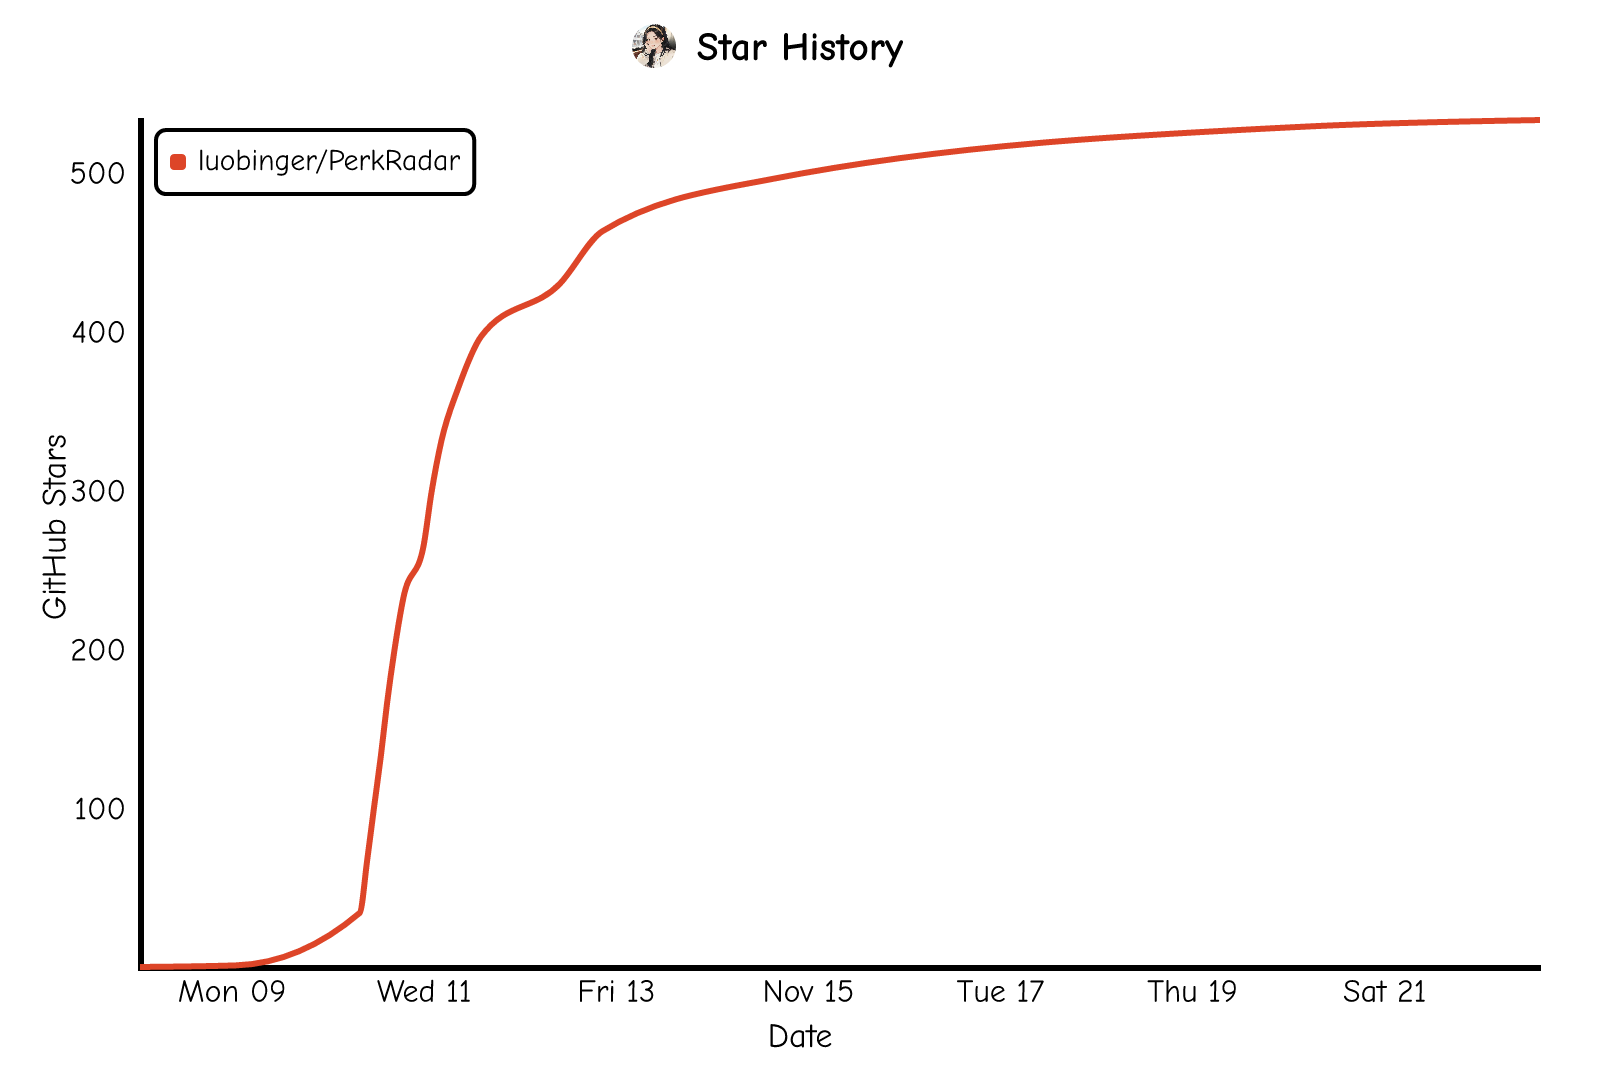 Star History
luobinger/PerkRadar
500
400
300
200
100
GitHub Stars
Mon 09 Wed 11 Fri 13 Nov 15 Tue 17 Thu 19 Sat 21
Date